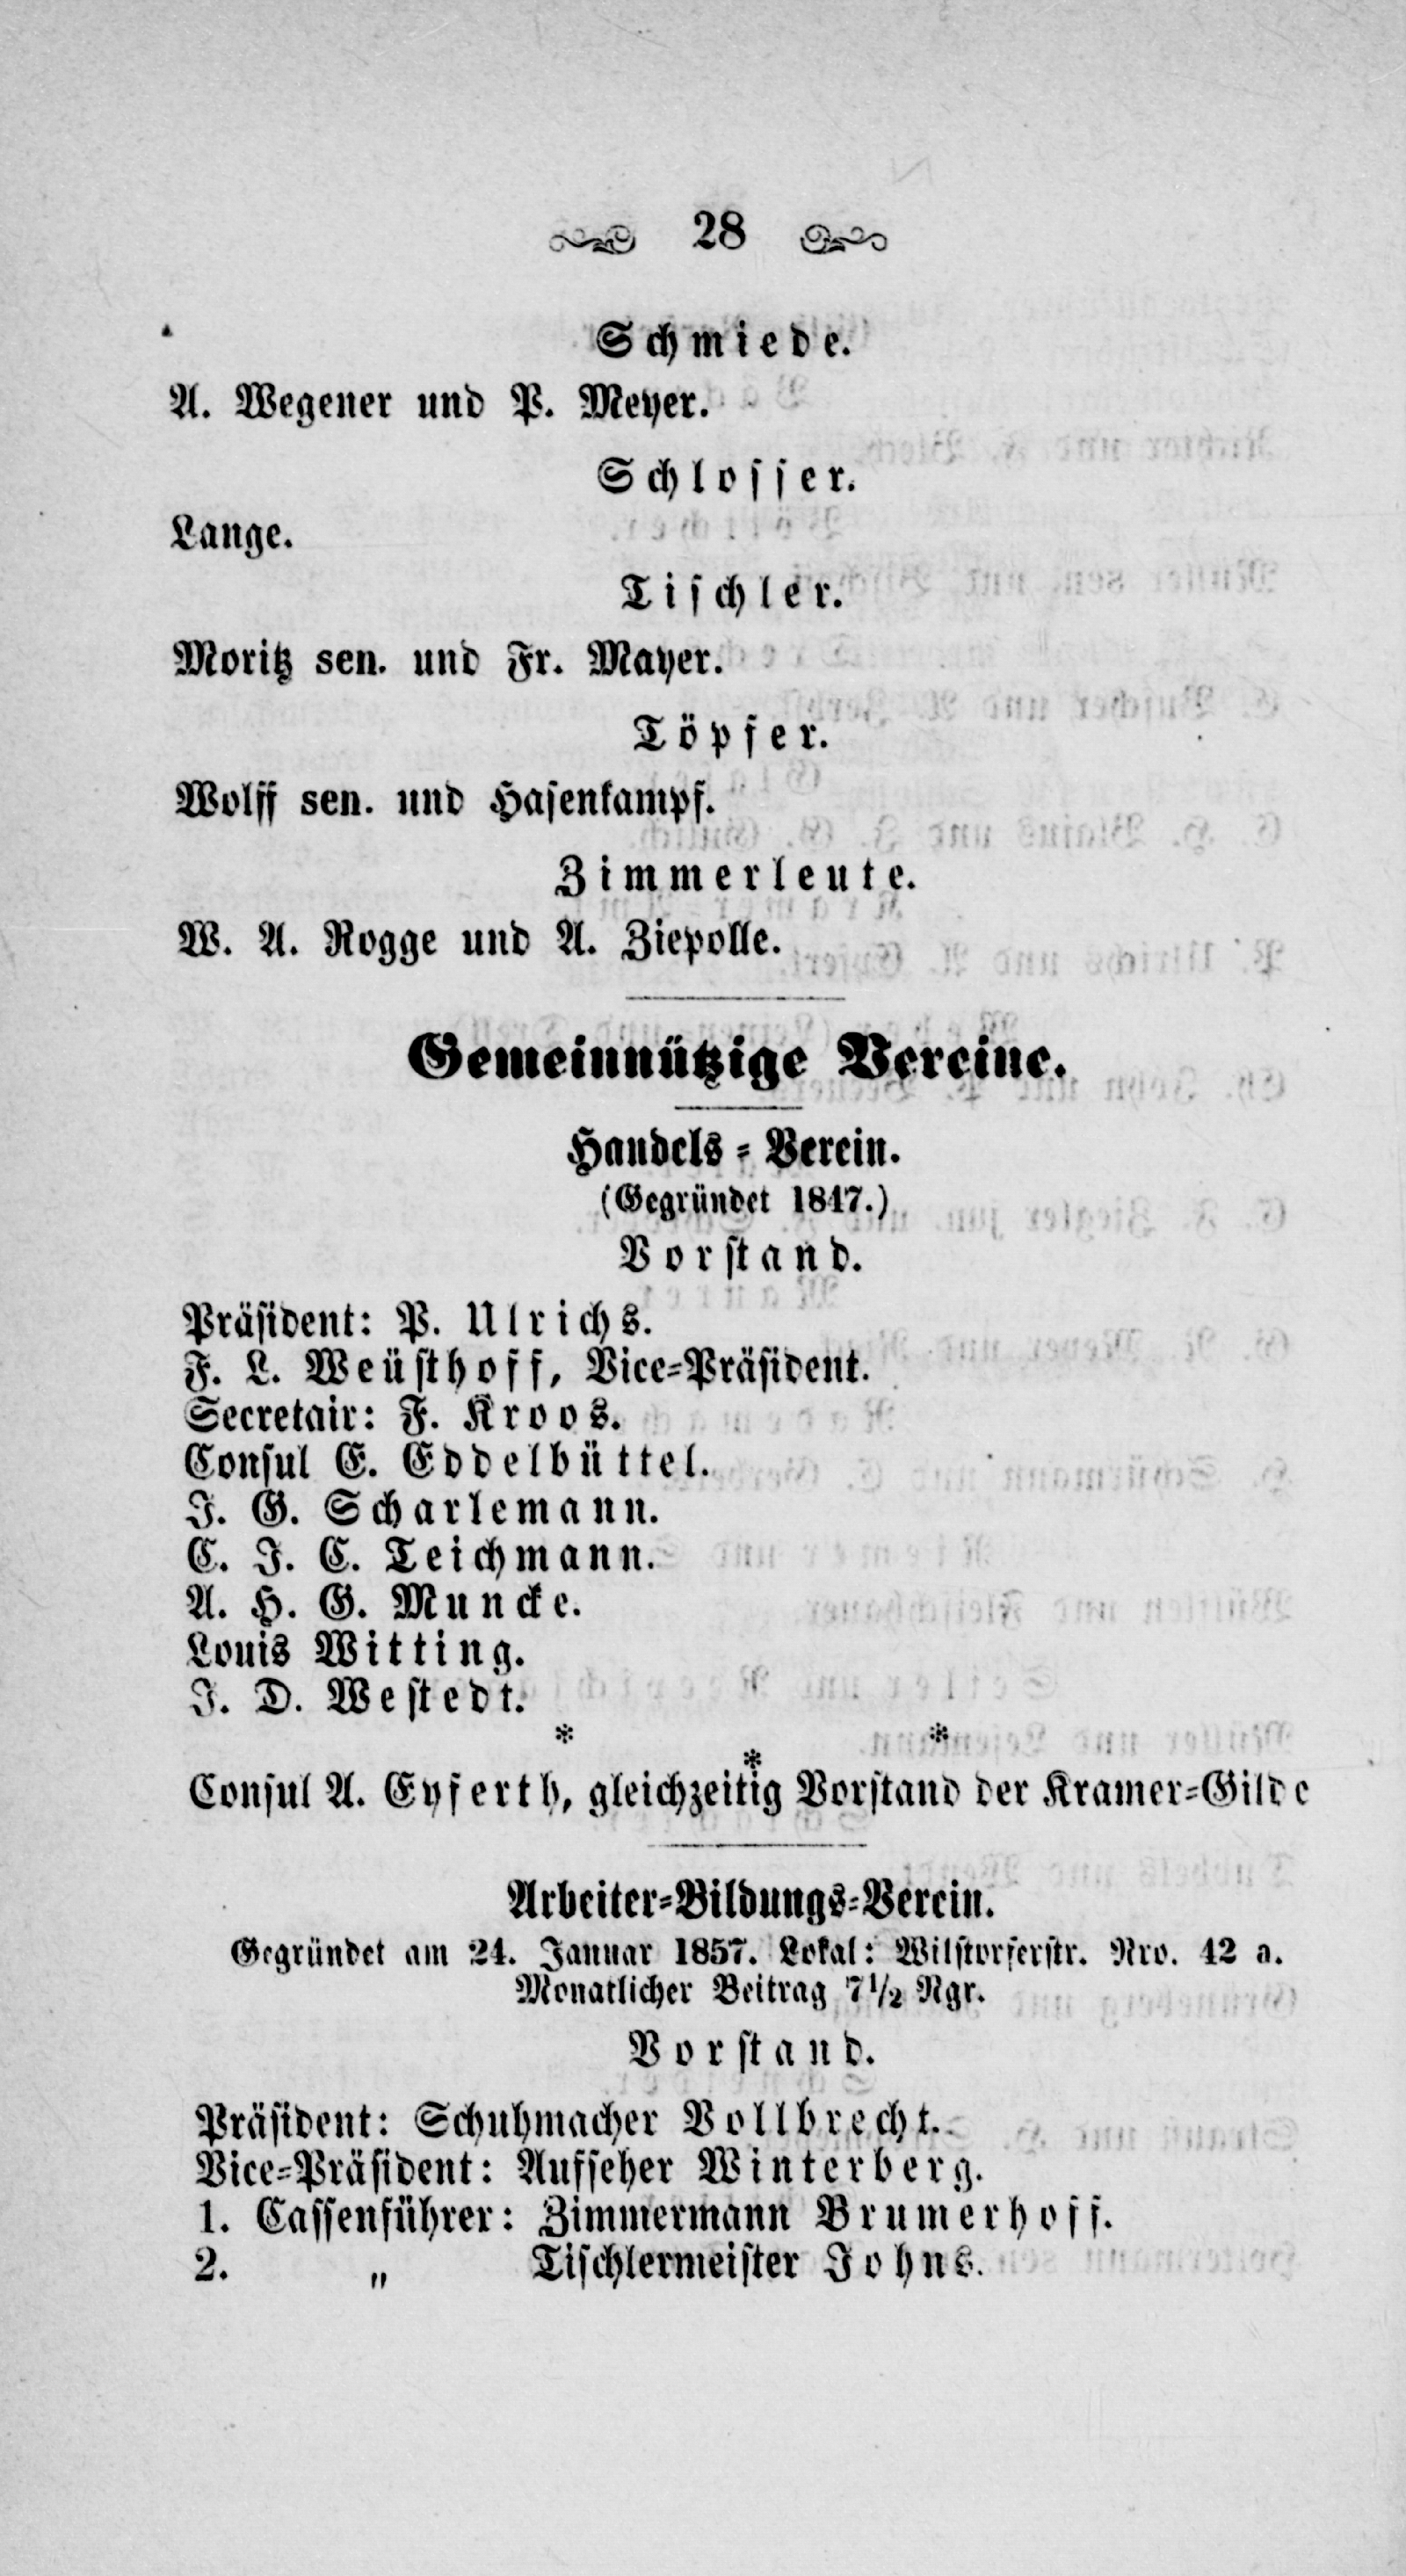 28
Schmiede.
A. Wegener und P. Meyer.
Schlosser.
Lange.
Tischler.
Moritz sen. und Fr. Mayer.
Töpfer.
Wolff sen. und Hasenkampf.
Zimmerleute.
W. A. Rogge und A. Ziepolle.
Gemeinnützige Vereine.
Handels-Verein.
(Gegründet 1847.)
Vorstand.
Präsident: P. Ulrichs.
F. L. Weüsthoff, Vice-Präsident.
Secretair: F. Kroos.
Consul E. Eddelbüttel.
J. G. Scharlemann.
C. J. C. Teichmann.
A. H. G. Muncke.
Louis Witting.
J. D. Westedt.
* * *
Consul A. Eyferth, gleichzeitig Vorstand der Kramer-Gilde
Arbeiter-Bildungs-Verein.
Gegründet am 24. Januar 1857. Lokal: Wilstorferstr. Nro. 42 a.
Monatlicher Beitrag 7½ Ngr.
Vorstand.
Präsident: Schuhmacher Vollbrecht.
Vice-Präsident: Aufseher Winterberg.
1. Cassenführer: Zimmermann Brumerhoff.
2. „ Tischlermeister Johns.